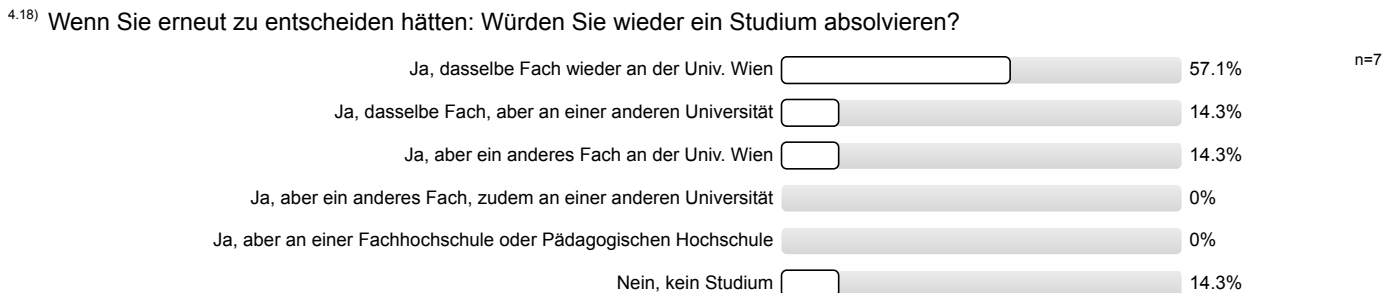 4.18) Wenn Sie erneut zu entscheiden hätten: Würden Sie wieder ein Studium absolvieren?
Ja, dasselbe Fach wieder an der Univ. Wien 57.1% n=7
Ja, dasselbe Fach, aber an einer anderen Universität 14.3%
Ja, aber ein anderes Fach an der Univ. Wien 14.3%
Ja, aber ein anderes Fach, zudem an einer anderen Universität 0%
Ja, aber an einer Fachhochschule oder Pädagogischen Hochschule 0%
Nein, kein Studium 14.3%